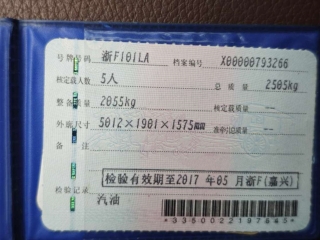 号牌号码 浙F101LA 档案编号 X00000793266
核定载人数 5人 总质量 2505kg
整备质量 2055kg 核定载质量 --
外廓尺寸 5012×1901×1575mm 准牵引总质量 --
备注
检验有效期至2017年05月浙F(嘉兴)
检验记录
汽油